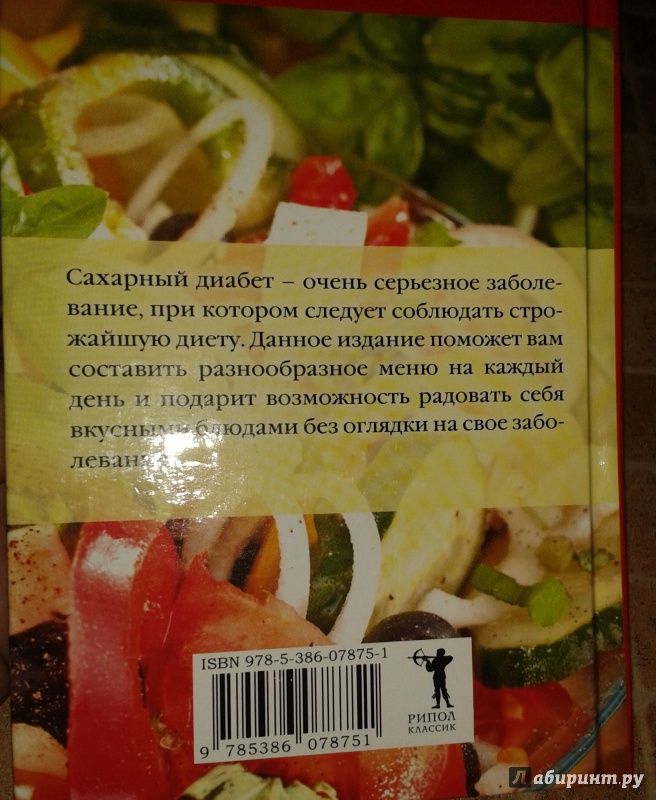 Сахарный диабет – очень серьезное заболе-
вание, при котором следует соблюдать стро-
жайшую диету. Данное издание поможет вам
составить разнообразное меню на каждый
день и подарит возможность радовать себя
вкусными блюдами без оглядки на свое забо-
ISBN 978-5-386-07875-1
9 785386 078751
РИПОЛ
КЛАССИК
Лабиринт.ру